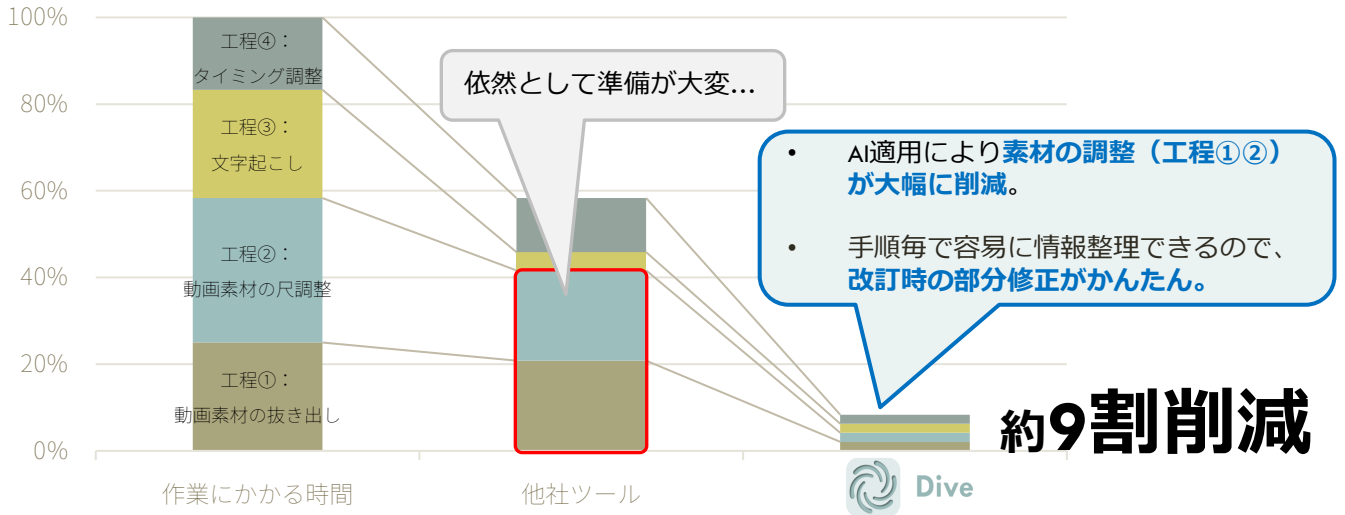 100%
80%
60%
40%
20%
0%
工程④：
タイミング調整
工程③：
文字起こし
工程②：
動画素材の尺調整
工程①：
動画素材の抜き出し
依然として準備が大変…
• AI適用により素材の調整（工程①②）
が大幅に削減。
• 手順毎で容易に情報整理できるので、
改訂時の部分修正がかんたん。
約9割削減
作業にかかる時間
他社ツール
Dive